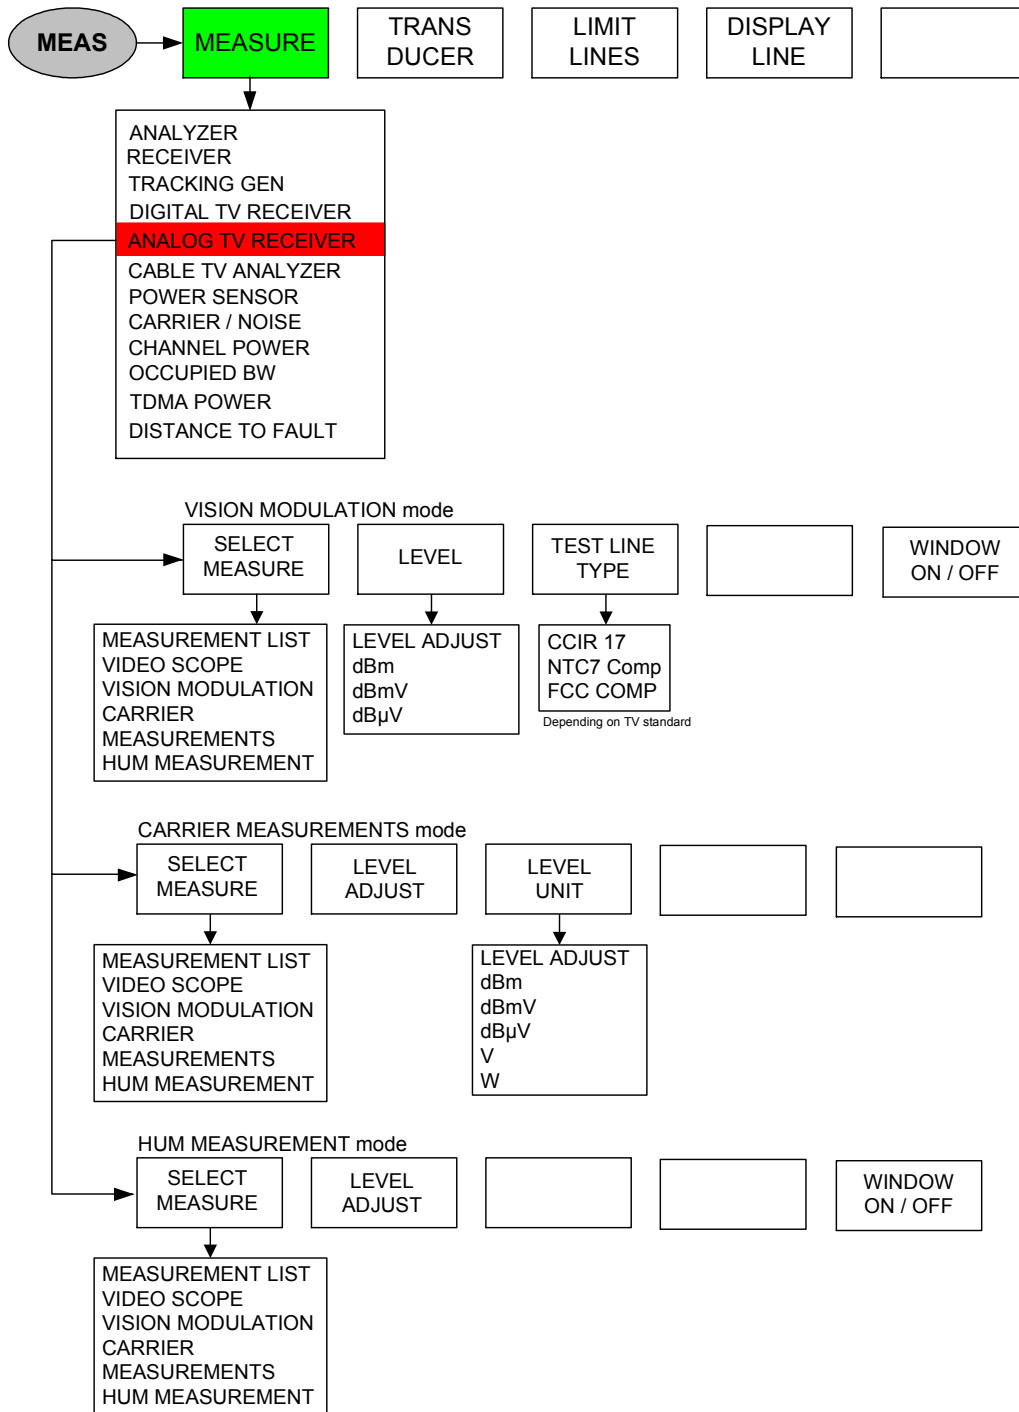 MEAS
MEASURE
TRANS
DUCER
LIMIT
LINES
DISPLAY
LINE
ANALYZER
RECEIVER
TRACKING GEN
DIGITAL TV RECEIVER
ANALOG TV RECEIVER
CABLE TV ANALYZER
POWER SENSOR
CARRIER / NOISE
CHANNEL POWER
OCCUPIED BW
TDMA POWER
DISTANCE TO FAULT
VISION MODULATION mode
SELECT
MEASURE
LEVEL
TEST LINE
TYPE
WINDOW
ON / OFF
MEASUREMENT LIST
VIDEO SCOPE
VISION MODULATION
CARRIER
MEASUREMENTS
HUM MEASUREMENT
LEVEL ADJUST
dBm
dBmV
dBµV
CCIR 17
NTC7 Comp
FCC COMP
Depending on TV standard
CARRIER MEASUREMENTS mode
SELECT
MEASURE
LEVEL
ADJUST
LEVEL
UNIT
MEASUREMENT LIST
VIDEO SCOPE
VISION MODULATION
CARRIER
MEASUREMENTS
HUM MEASUREMENT
LEVEL ADJUST
dBm
dBmV
dBµV
V
W
HUM MEASUREMENT mode
SELECT
MEASURE
LEVEL
ADJUST
WINDOW
ON / OFF
MEASUREMENT LIST
VIDEO SCOPE
VISION MODULATION
CARRIER
MEASUREMENTS
HUM MEASUREMENT